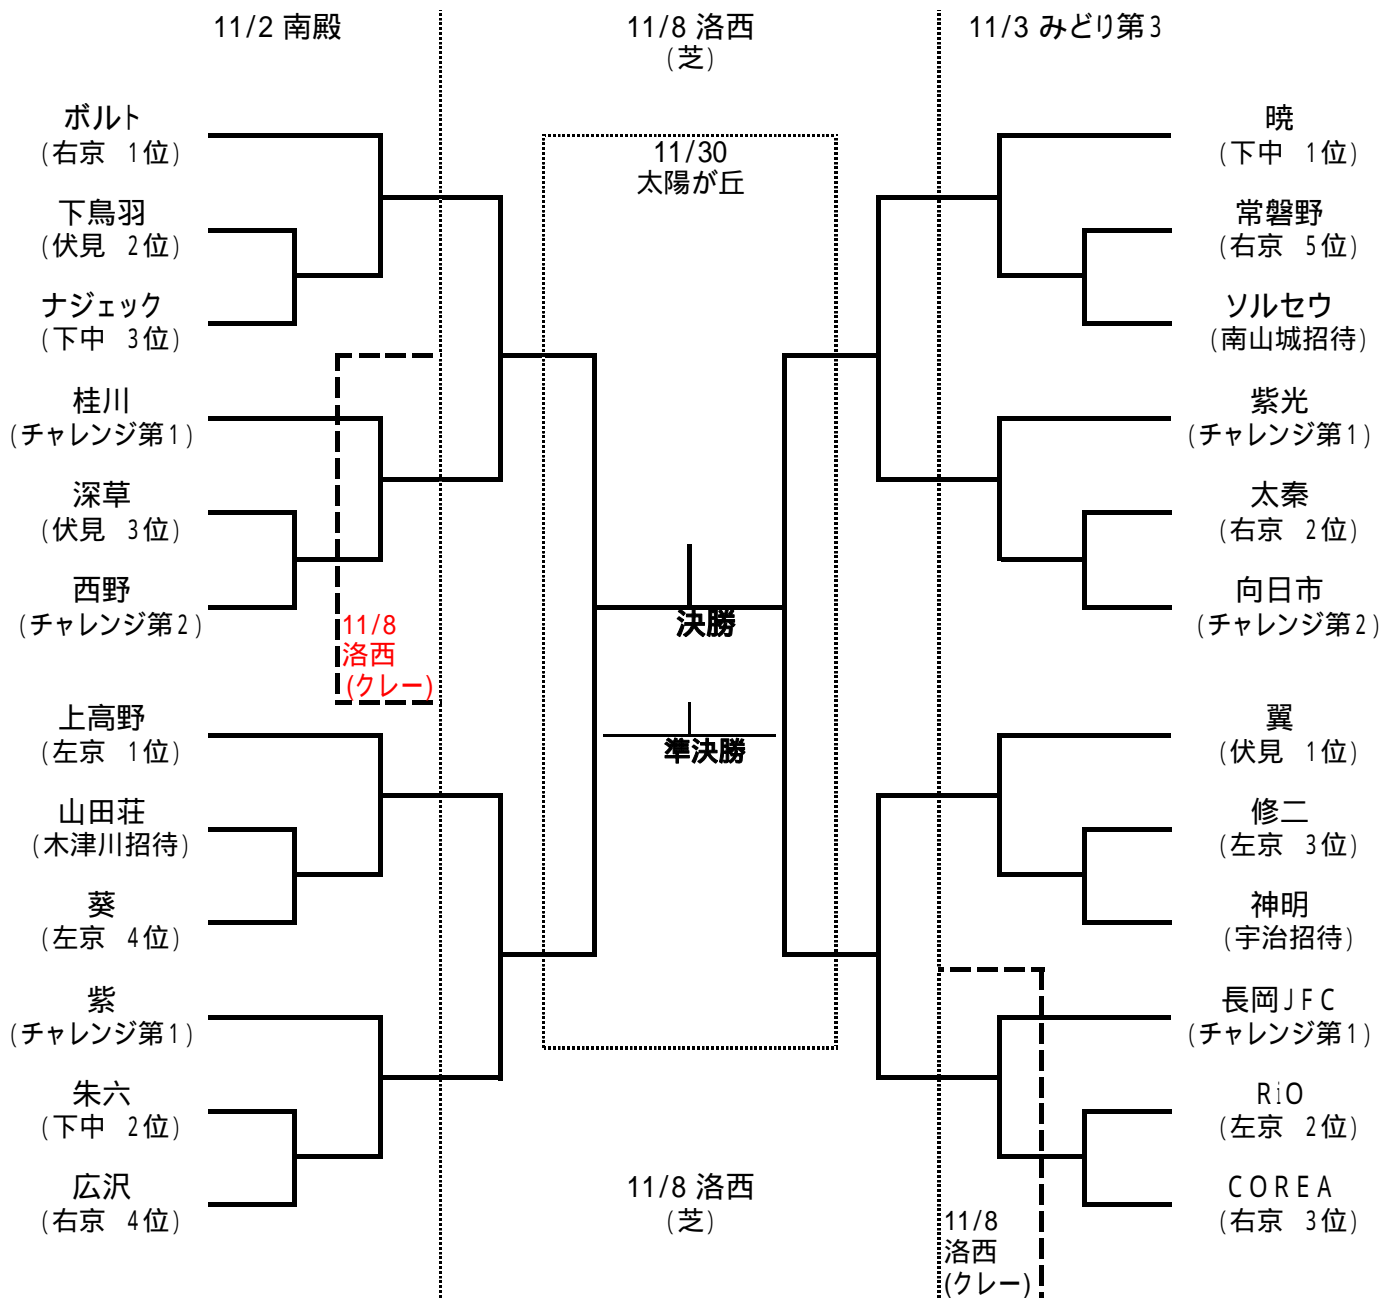 11/2 南殿
11/8 洛西
(芝)
11/3 みどり第3
11/30
太陽が丘
ボルト
(右京 1位)
下鳥羽
(伏見 2位)
ナジェック
(下中 3位)
桂川
(チャレンジ第1)
深草
(伏見 3位)
西野
(チャレンジ第2)
11/8
洛西
(クレー)
上高野
(左京 1位)
山田荘
(木津川招待)
葵
(左京 4位)
紫
(チャレンジ第1)
朱六
(下中 2位)
広沢
(右京 4位)
決勝
準決勝
11/8 洛西
(芝)
暁
(下中 1位)
常磐野
(右京 5位)
ソルセウ
(南山城招待)
紫光
(チャレンジ第1)
太秦
(右京 2位)
向日市
(チャレンジ第2)
翼
(伏見 1位)
修二
(左京 3位)
神明
(宇治招待)
長岡JFC
(チャレンジ第1)
RiO
(左京 2位)
COREA
(右京 3位)
11/8
洛西
(クレー)